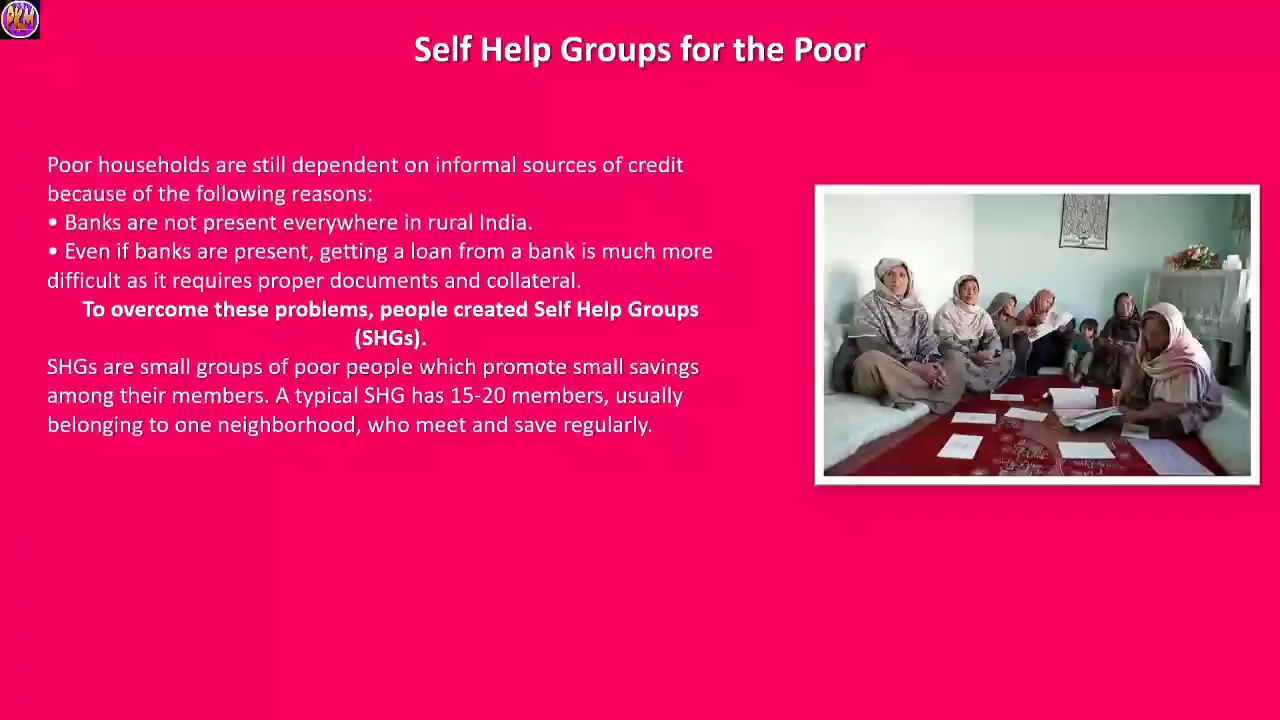 DKM
Self Help Groups for the Poor
Poor households are still dependent on informal sources of credit
because of the following reasons:
• Banks are not present everywhere in rural India.
• Even if banks are present, getting a loan from a bank is much more
difficult as it requires proper documents and collateral.
To overcome these problems, people created Self Help Groups
(SHGs).
SHGs are small groups of poor people which promote small savings
among their members. A typical SHG has 15-20 members, usually
belonging to one neighborhood, who meet and save regularly.